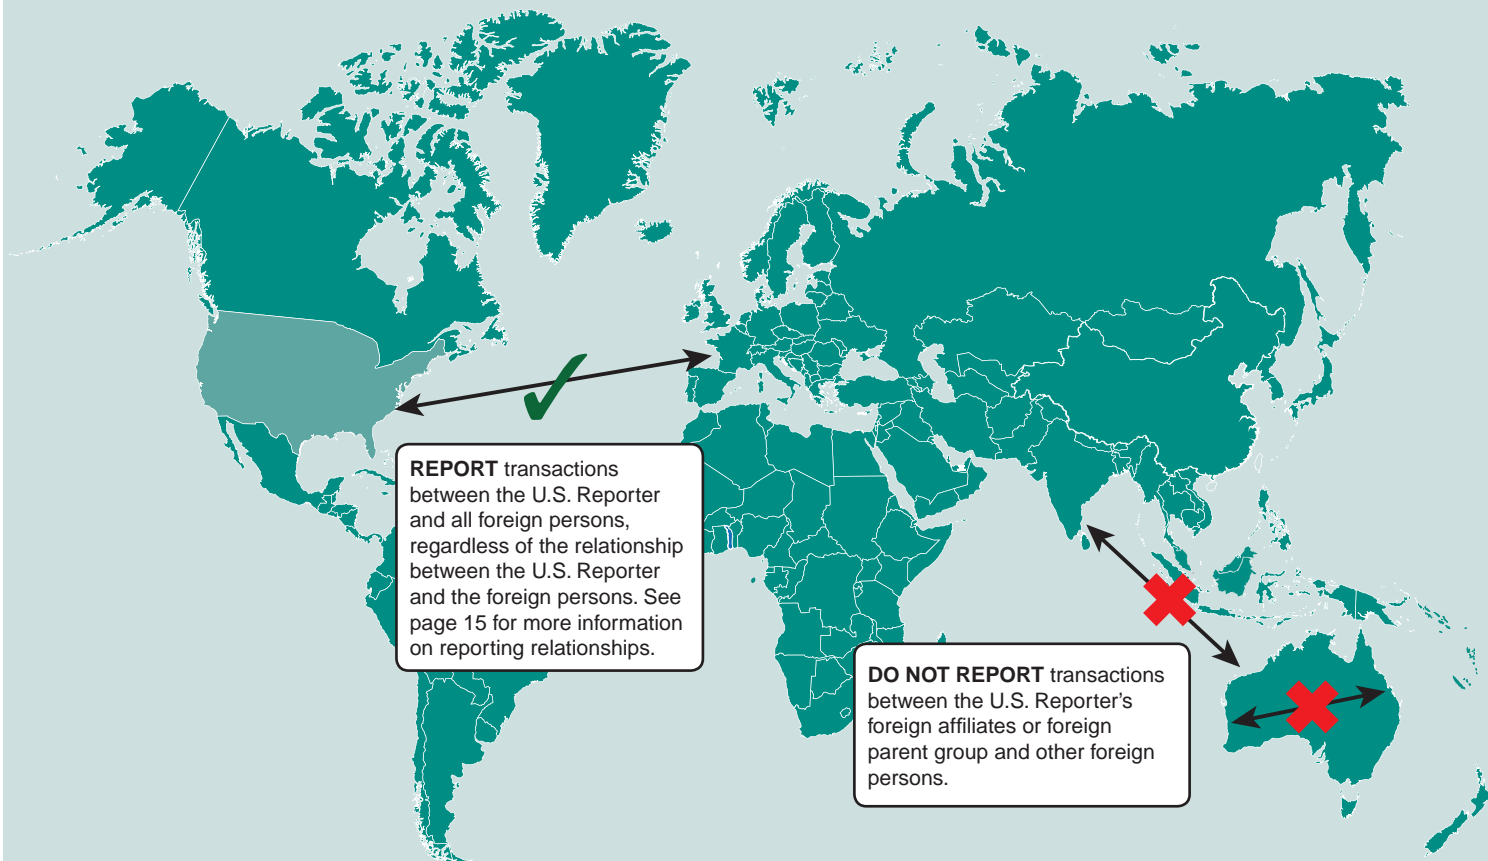 REPORT transactions
between the U.S. Reporter
and all foreign persons,
regardless of the relationship
between the U.S. Reporter
and the foreign persons. See
page 15 for more information
on reporting relationships.
DO NOT REPORT transactions
between the U.S. Reporter’s
foreign affiliates or foreign
parent group and other foreign
persons.